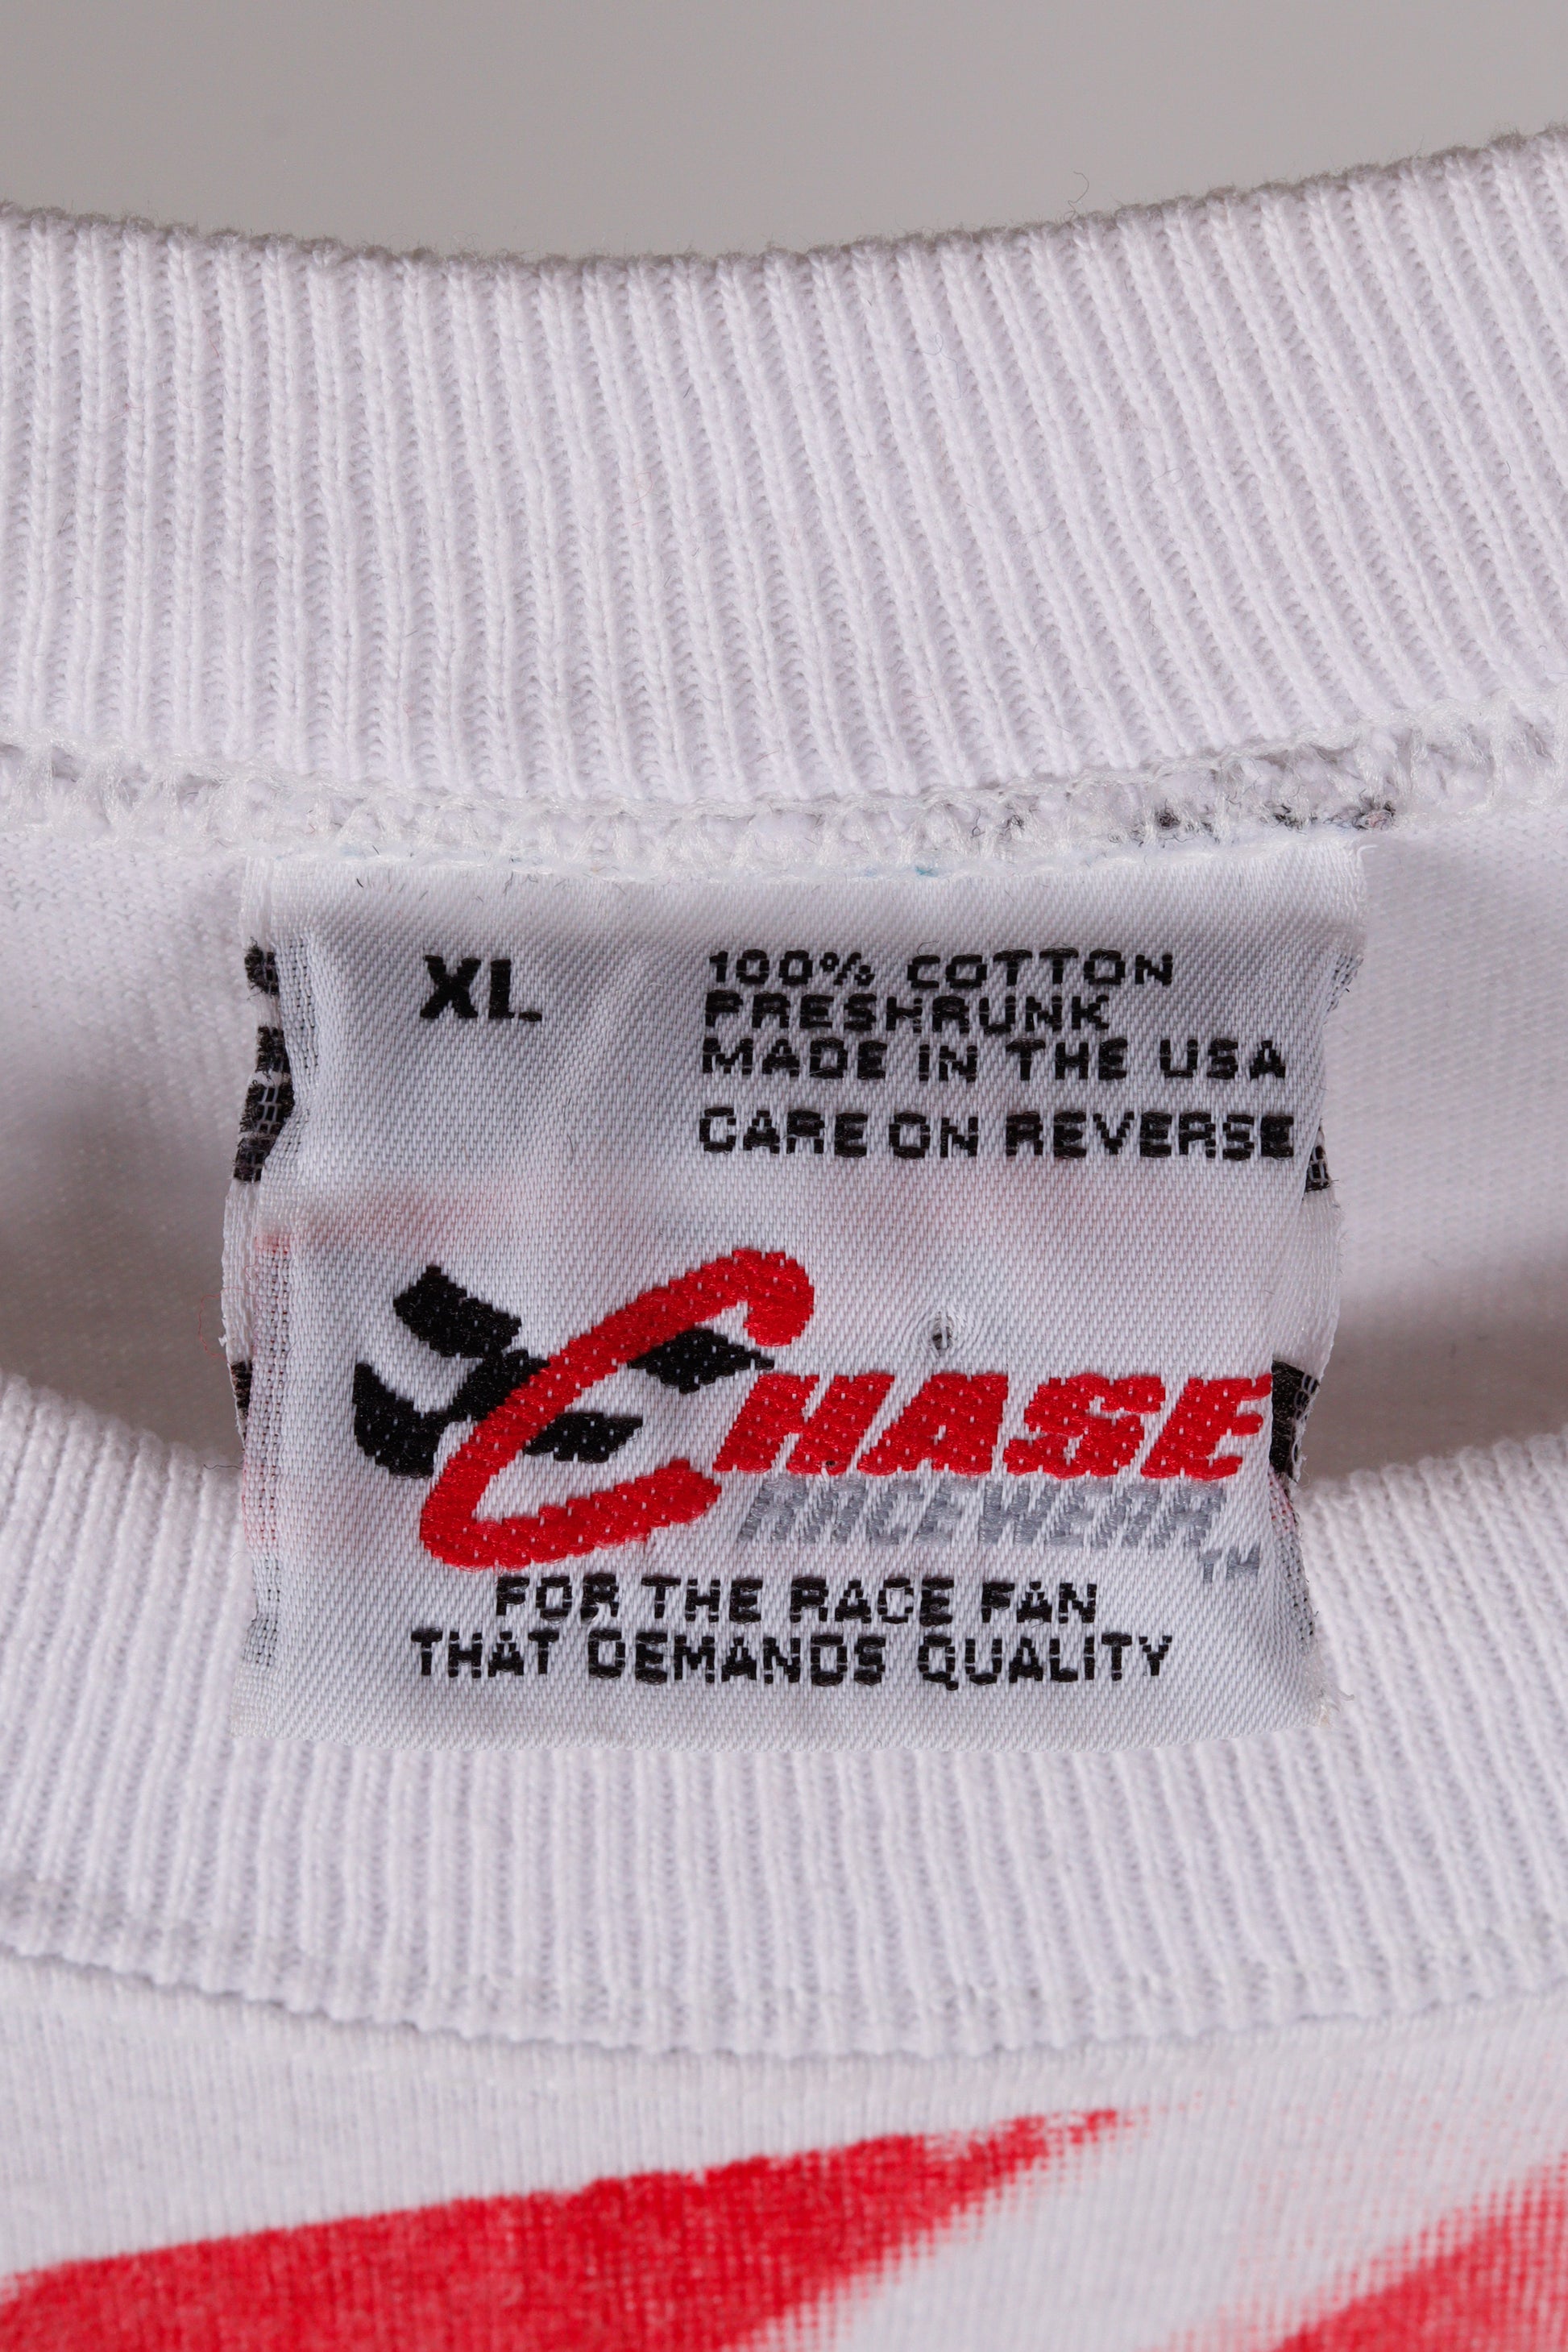 XL
100% COTTON
PRESHRUNK
MADE IN THE USA
CARE ON REVERSE
CHASE
RACEWEAR™
FOR THE RACE FAN
THAT DEMANDS QUALITY